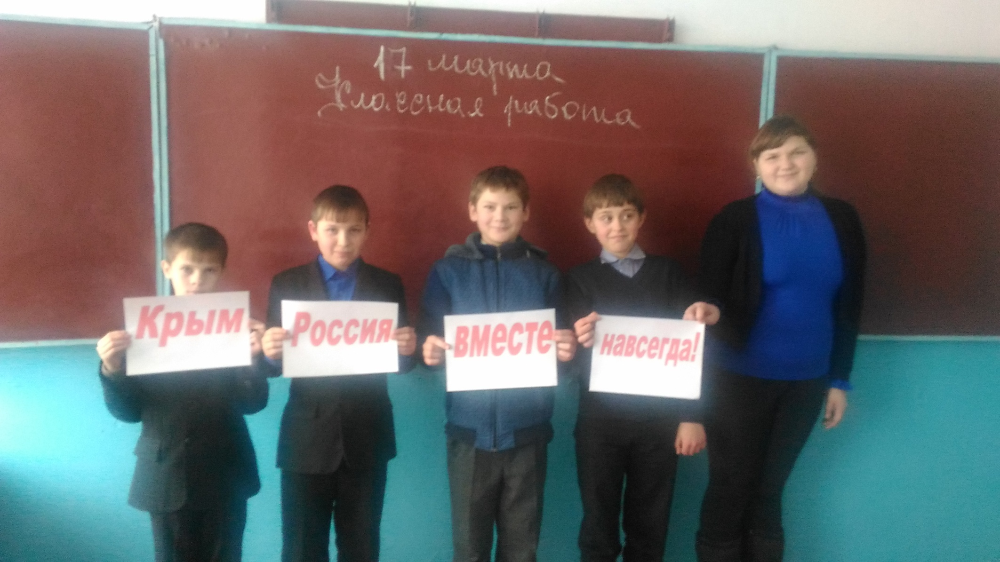 17 марта
Классная работа
Крым
Россия
вместе
навсегда!